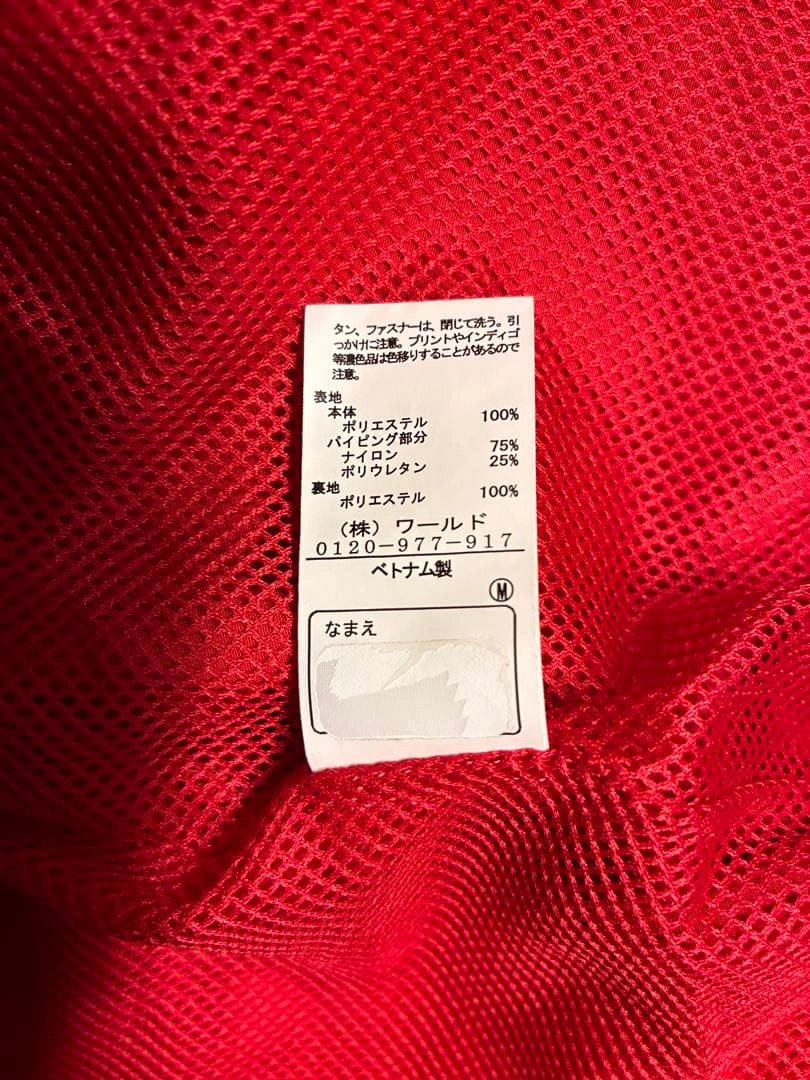 タン、ファスナーは、閉じて洗う。引
っかけに注意。プリントやインディゴ
等濃色品は色移りすることがあるので
注意。
表地
本体
ポリエステル 100%
パイピング部分
ナイロン 75%
ポリウレタン 25%
裏地
ポリエステル 100%
（株）ワールド
0120-977-917
ベトナム製
Ⓜ
なまえ